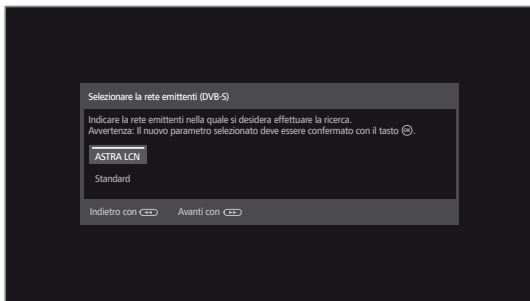 Selezionare la rete emittenti (DVB-S)
Indicare la rete emittenti nella quale si desidera effettuare la ricerca.
Avvertenza: Il nuovo parametro selezionato deve essere confermato con il tasto OK.
ASTRA LCN
Standard
Indietro con ◄◄ Avanti con ►►